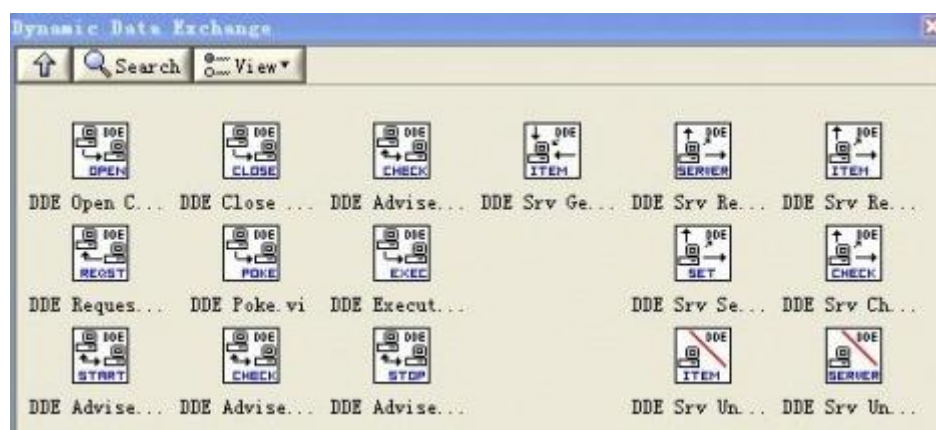 Dynamic Data Exchange
Search View
DDE DDE DDE DDE DDE DDE
OPEN CLOSE CHECK ITEM SERVER ITEM
DDE Open C... DDE Close ... DDE Advise... DDE Srv Ge... DDE Srv Re... DDE Srv Re...
DDE DDE DDE DDE DDE
REQST POKE EXEC SET CHECK
DDE Reques... DDE Poke.vi DDE Execut... DDE Srv Se... DDE Srv Ch...
DDE DDE DDE DDE DDE
START CHECK STOP ITEM SERVER
DDE Advise... DDE Advise... DDE Advise... DDE Srv Un... DDE Srv Un...